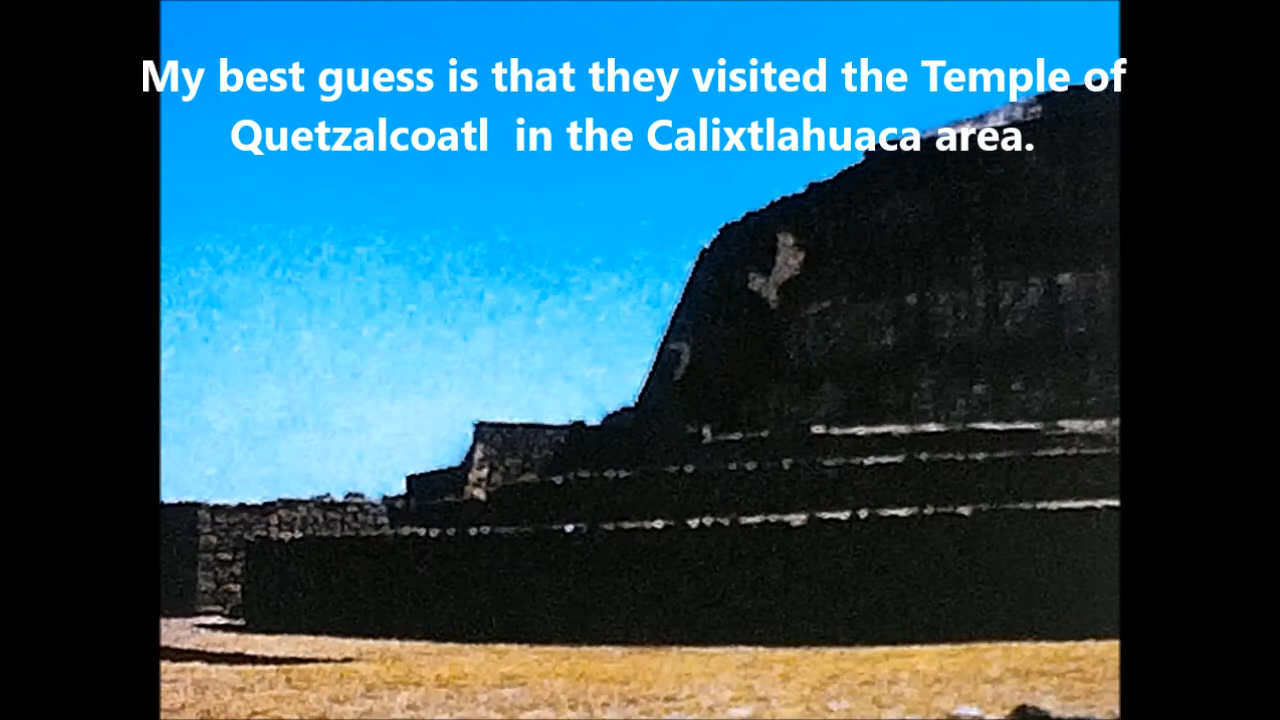 My best guess is that they visited the Temple of
Quetzalcoatl  in the Calixtlahuaca area.